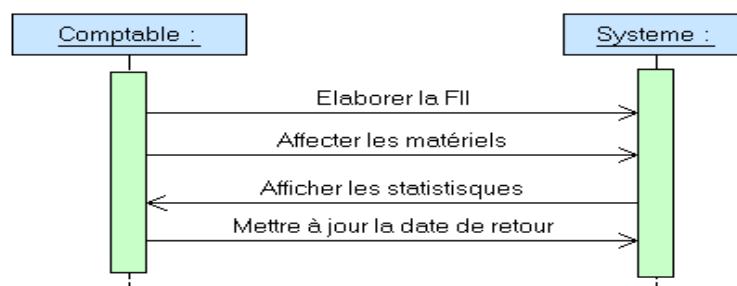 Comptable :
Systeme :
Elaborer la FII
Affecter les matériels
Afficher les statistisques
Mettre à jour la date de retour